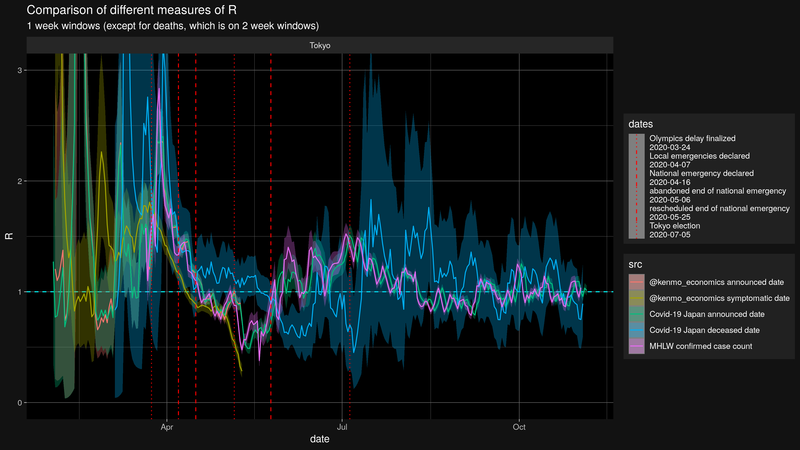 Comparison of different measures of R
1 week windows (except for deaths, which is on 2 week windows)
Tokyo
3
2
1
0
R
Apr
Jul
Oct
date
dates
Olympics delay finalized
2020-03-24
Local emergencies declared
2020-04-07
National emergency declared
2020-04-16
abandoned end of national emergency
2020-05-06
rescheduled end of national emergency
2020-05-25
Tokyo election
2020-07-05
src
@kenmo_economics announced date
@kenmo_economics symptomatic date
Covid-19 Japan announced date
Covid-19 Japan deceased date
MHLW confirmed case count